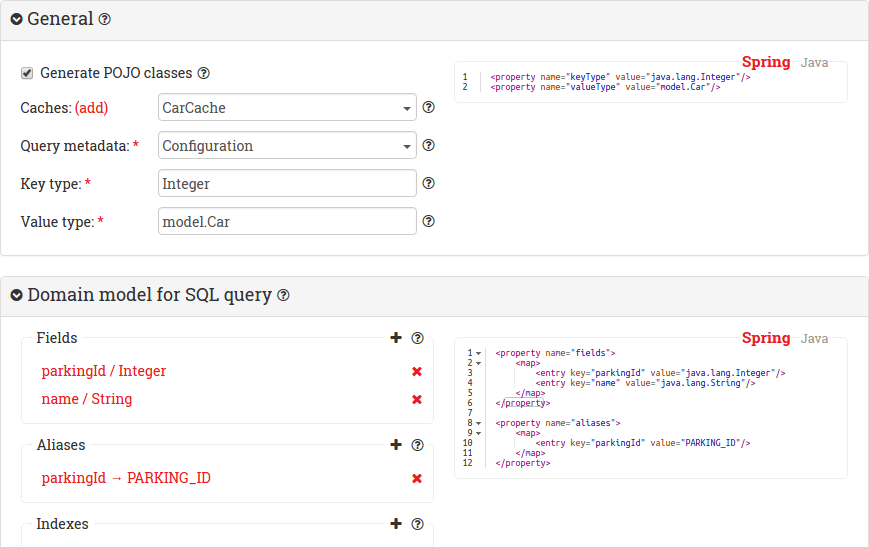 General
Generate POJO classes
Caches: (add)
CarCache
Query metadata: *
Configuration
Key type: *
Integer
Value type: *
model.Car
Spring Java
1 <property name="keyType" value="java.lang.Integer"/>
2 <property name="valueType" value="model.Car"/>
Domain model for SQL query
Fields
parkingId / Integer
name / String
Aliases
parkingId → PARKING_ID
Indexes
Spring Java
1 <property name="fields">
2 <map>
3 <entry key="parkingId" value="java.lang.Integer"/>
4 <entry key="name" value="java.lang.String"/>
5 </map>
6 </property>
7
8 <property name="aliases">
9 <map>
10 <entry key="parkingId" value="PARKING_ID"/>
11 </map>
12 </property>